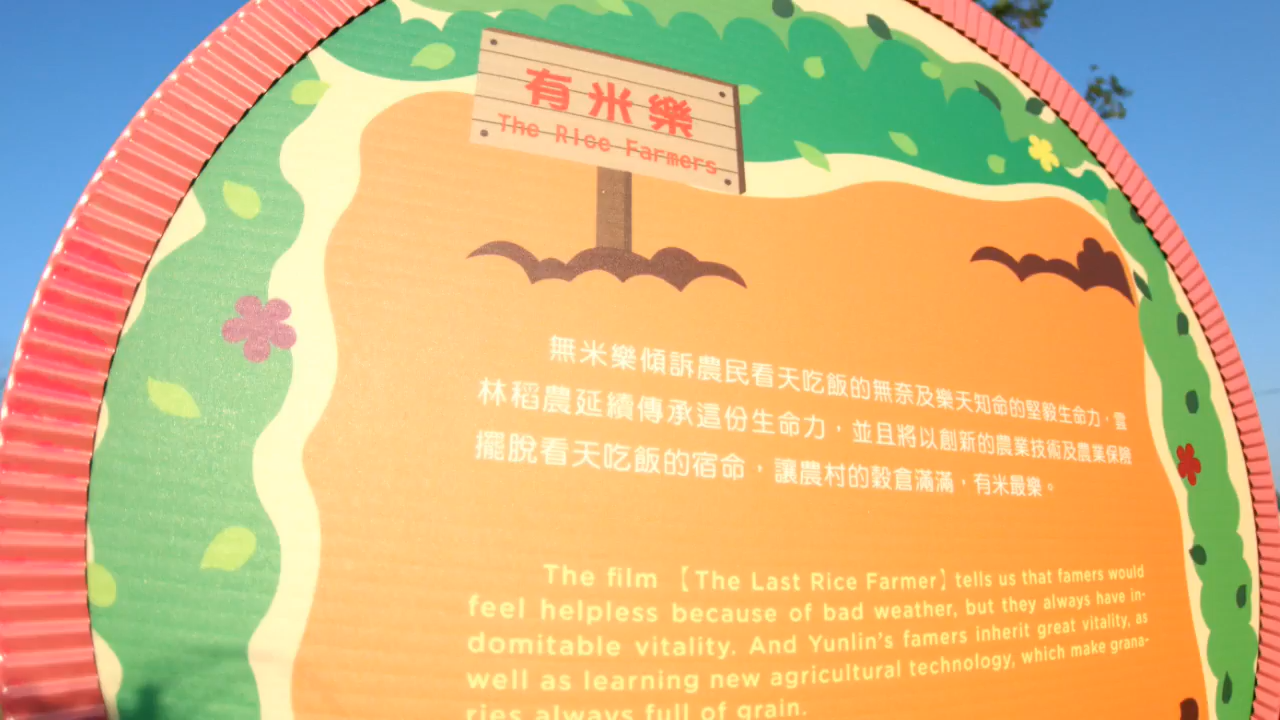 有米樂
The Rice Farmers
無米樂傾訴農民看天吃飯的無奈及樂天知命的堅毅生命力，雲
林稻農延續傳承這份生命力，並且將以創新的農業技術及農業保險
擺脫看天吃飯的宿命，讓農村的穀倉滿滿，有米最樂。
The film 【The Last Rice Farmer】 tells us that famers would
feel helpless because of bad weather, but they always have in-
domitable vitality. And Yunlin's famers inherit great vitality, as
well as learning new agricultural technology, which make grana-
ries always full of grain.